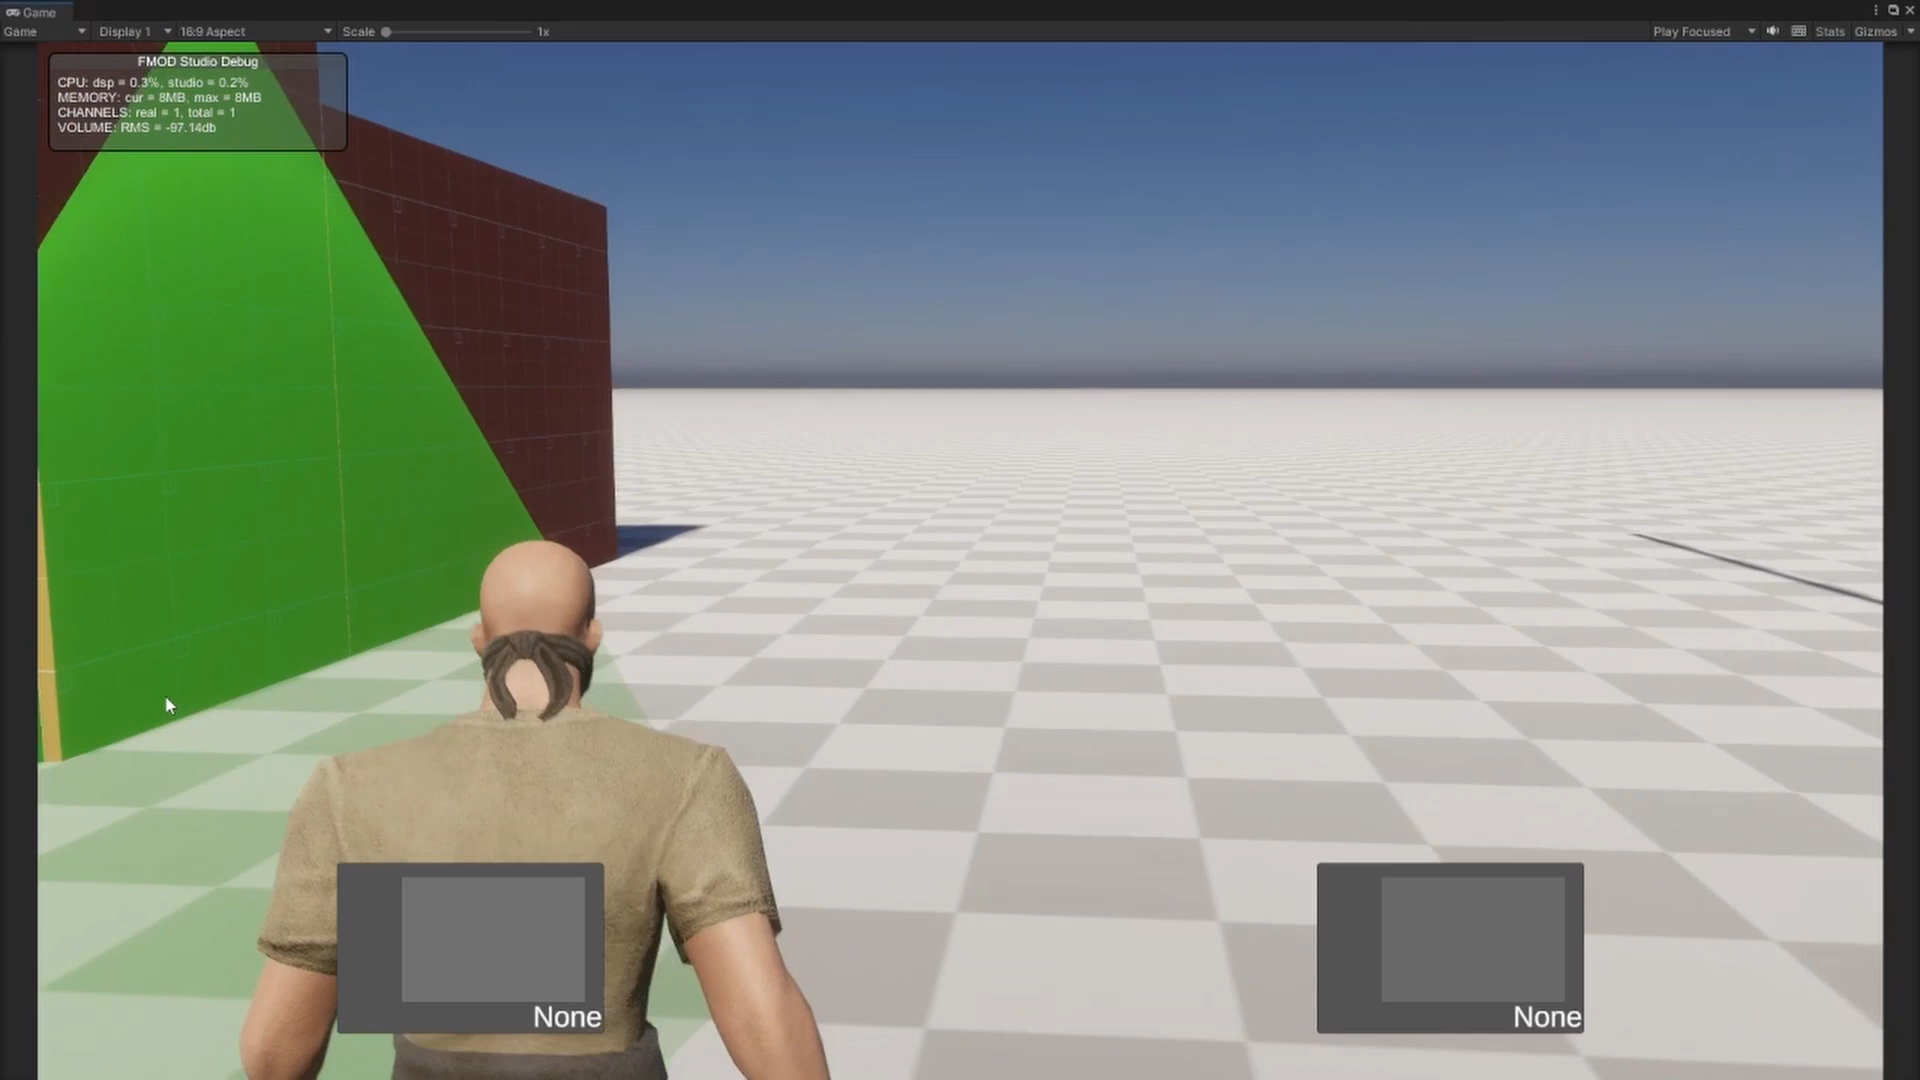 Game
Game Display 1 16:9 Aspect Scale 1x Play Focused Stats Gizmos
FMOD Studio Debug
CPU: dsp = 0.3%, studio = 0.2%
MEMORY: cur = 8MB, max = 8MB
CHANNELS: real = 1, total = 1
VOLUME: RMS = -97.14db
None None